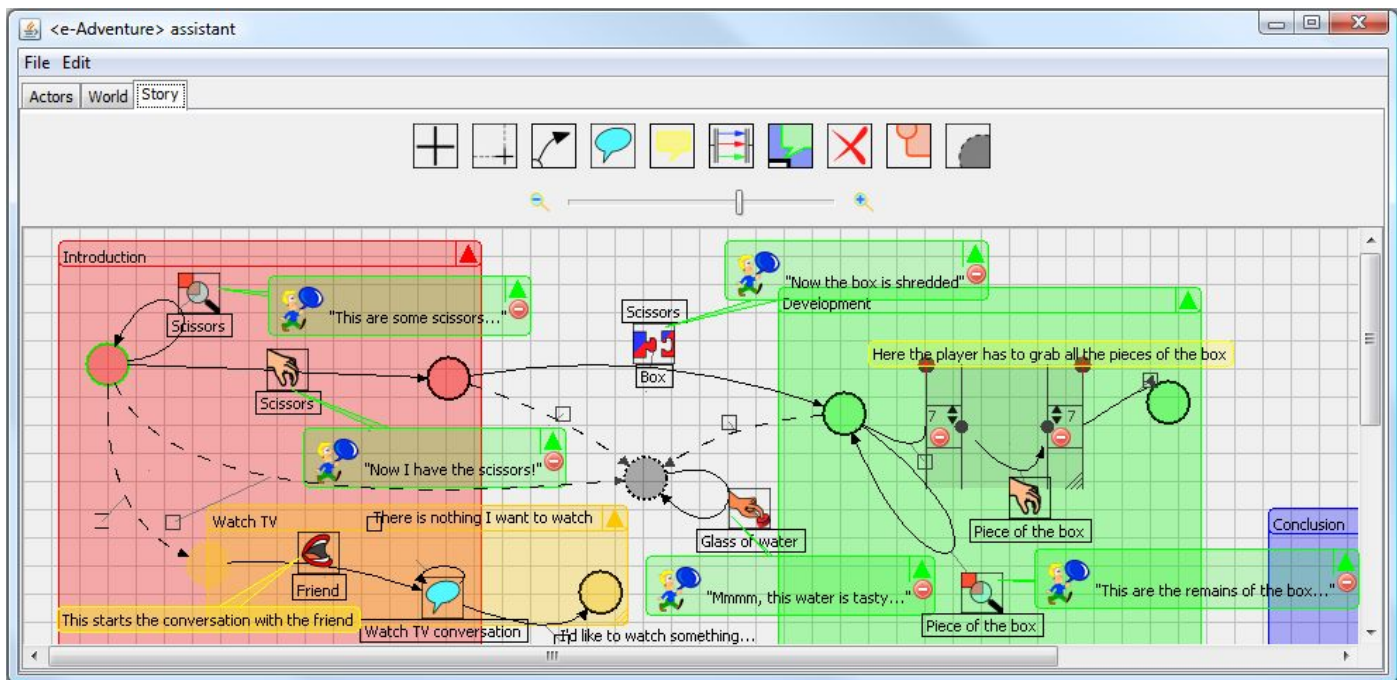 <e-Adventure> assistant
File Edit
Actors World Story
Introduction
Scissors
"This are some scissors..."
Scissors
"Now I have the scissors!"
Scissors
Box
"Now the box is shredded"
Development
Here the player has to grab all the pieces of the box
7
7
Piece of the box
Watch TV
There is nothing I want to watch
Friend
This starts the conversation with the friend
Watch TV conversation
I'd like to watch something...
Glass of water
"Mmmm, this water is tasty..."
Piece of the box
"This are the remains of the box..."
Conclusion